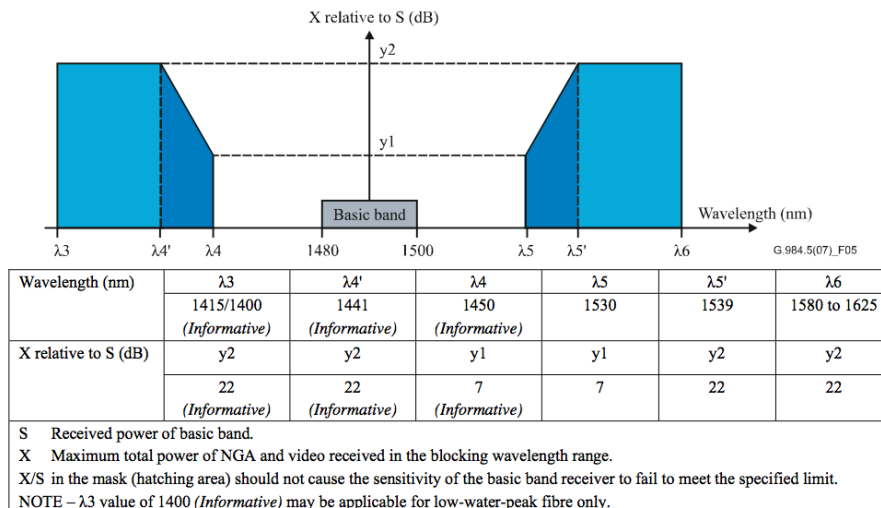 X relative to S (dB)
y2
y1
Basic band
Wavelength (nm)
λ3 λ4' λ4 1480 1500 λ5 λ5' λ6
G.984.5(07)_F05
Wavelength (nm) λ3 λ4' λ4 λ5 λ5' λ6
1415/1400 1441 1450 1530 1539 1580 to 1625
(Informative) (Informative) (Informative)
X relative to S (dB) y2 y2 y1 y1 y2 y2
22 22 7 7 22 22
(Informative) (Informative) (Informative)
S Received power of basic band.
X Maximum total power of NGA and video received in the blocking wavelength range.
X/S in the mask (hatching area) should not cause the sensitivity of the basic band receiver to fail to meet the specified limit.
NOTE – λ3 value of 1400 (Informative) may be applicable for low-water-peak fibre only.